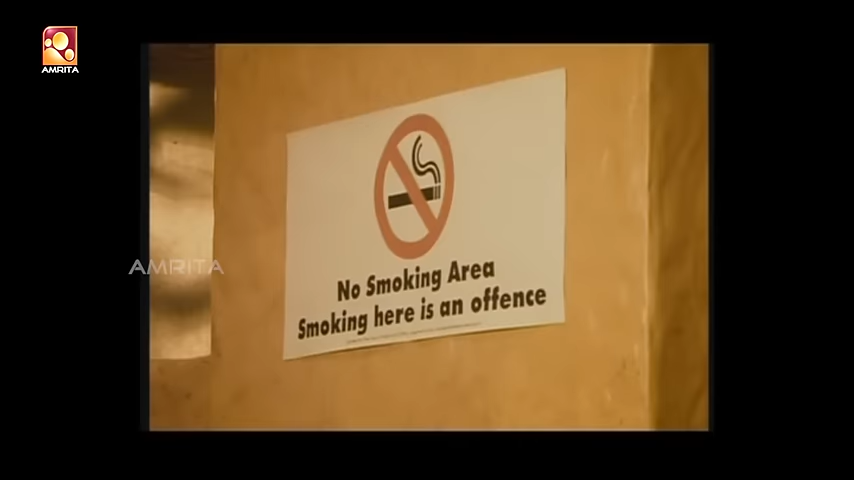 AMRITA
AMRITA
No Smoking Area
Smoking here is an offence